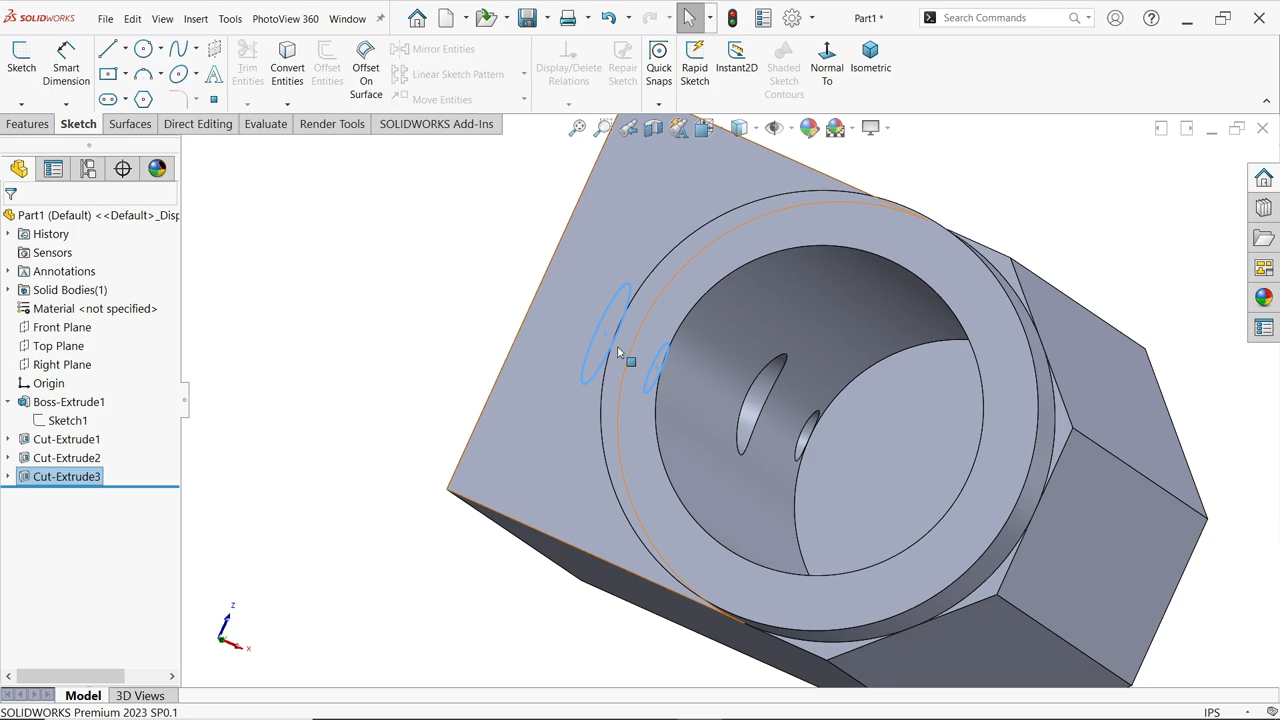 SOLIDWORKS
File
Edit
View
Insert
Tools
PhotoView 360
Window
Part1 *
Search Commands
Sketch
Smart Dimension
Trim Entities
Convert Entities
Offset Entities
Offset On Surface
Mirror Entities
Linear Sketch Pattern
Move Entities
Display/Delete Relations
Repair Sketch
Quick Snaps
Rapid Sketch
Instant2D
Shaded Sketch Contours
Normal To
Isometric
Features
Sketch
Surfaces
Direct Editing
Evaluate
Render Tools
SOLIDWORKS Add-Ins
Part1 (Default) <<Default>_Disp
History
Sensors
Annotations
Solid Bodies(1)
Material <not specified>
Front Plane
Top Plane
Right Plane
Origin
Boss-Extrude1
Sketch1
Cut-Extrude1
Cut-Extrude2
Cut-Extrude3
z
x
Model
3D Views
SOLIDWORKS Premium 2023 SP0.1
IPS